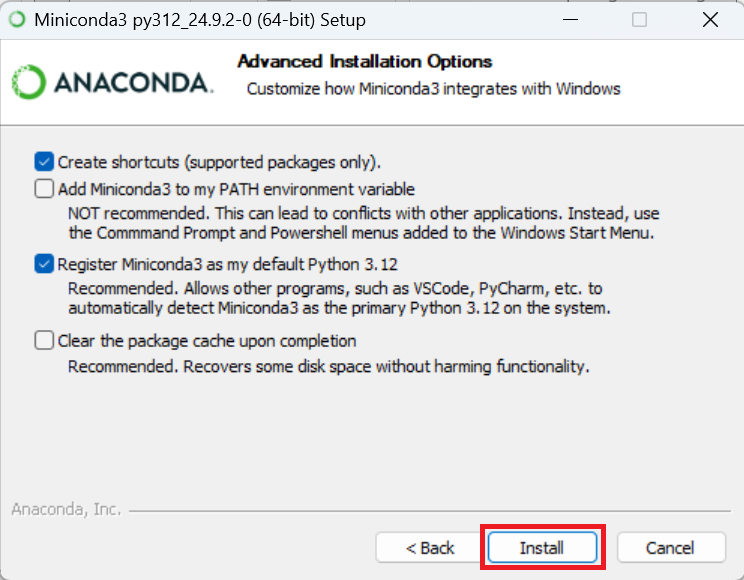 Miniconda3 py312_24.9.2-0 (64-bit) Setup
ANACONDA.
Advanced Installation Options
Customize how Miniconda3 integrates with Windows
Create shortcuts (supported packages only).
Add Miniconda3 to my PATH environment variable
NOT recommended. This can lead to conflicts with other applications. Instead, use
the Commmand Prompt and Powershell menus added to the Windows Start Menu.
Register Miniconda3 as my default Python 3.12
Recommended. Allows other programs, such as VSCode, PyCharm, etc. to
automatically detect Miniconda3 as the primary Python 3.12 on the system.
Clear the package cache upon completion
Recommended. Recovers some disk space without harming functionality.
Anaconda, Inc.
< Back
Install
Cancel